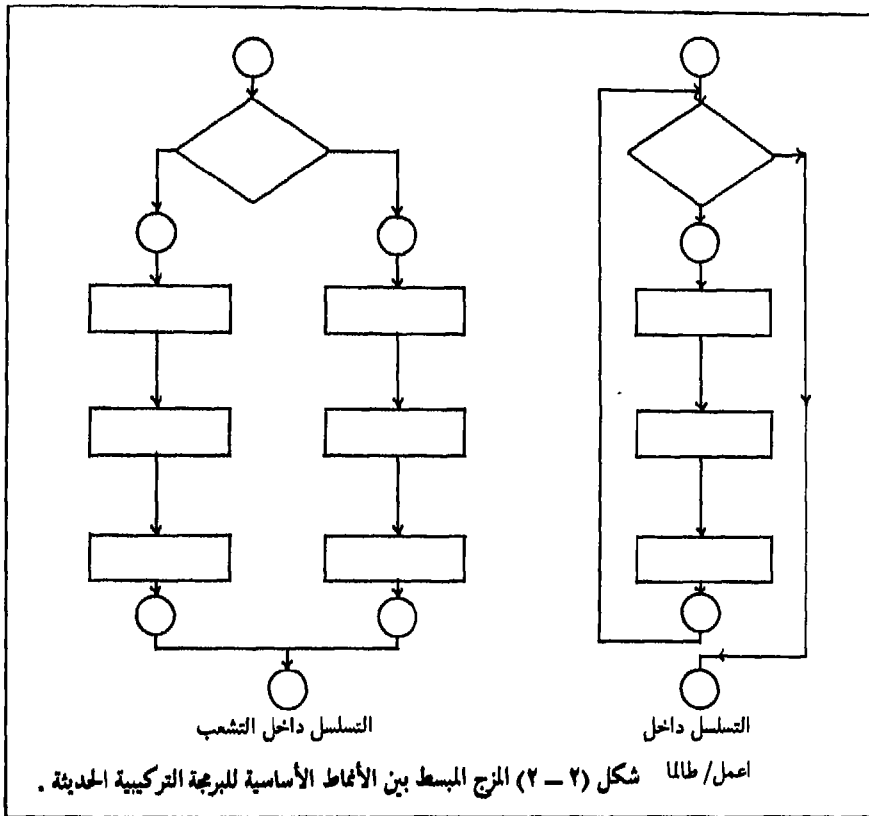 التسلسل داخل
اعمل/ طالما
التسلسل داخل التشعب
شكل (٢ – ٢) المزج المبسط بين الأنماط الأساسية للبرمجة التركيبية الحديثة .